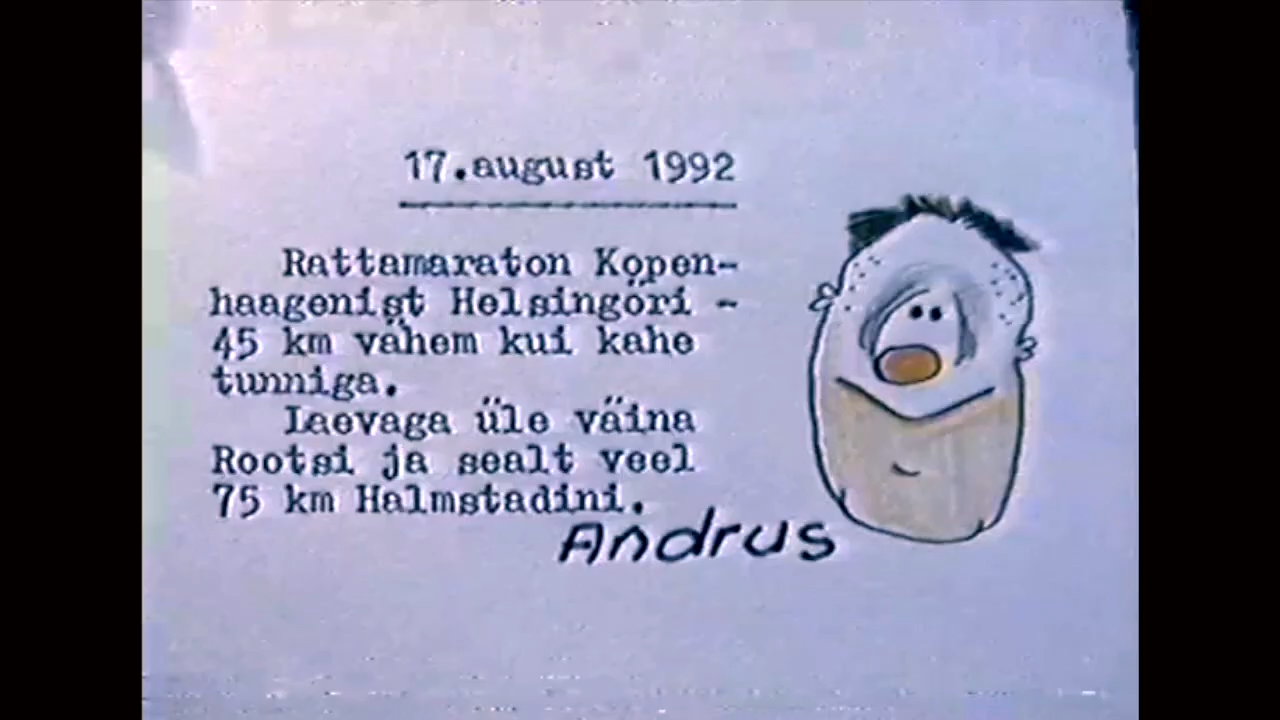 17.august 1992
Rattamaraton Kopen-
haagenist Helsingöri -
45 km vähem kui kahe
tunniga.
Laevaga üle väina
Rootsi ja sealt veel
75 km Halmstadini.
Andrus